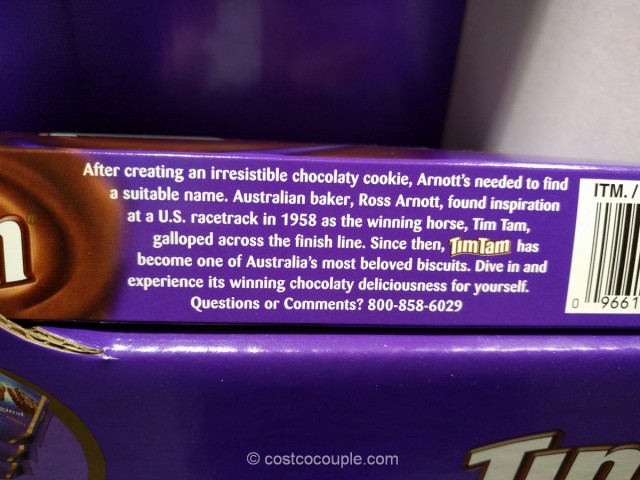 After creating an irresistible chocolaty cookie, Arnott's needed to find
a suitable name. Australian baker, Ross Arnott, found inspiration
at a U.S. racetrack in 1958 as the winning horse, Tim Tam,
galloped across the finish line. Since then, TimTam has
become one of Australia's most beloved biscuits. Dive in and
experience its winning chocolaty deliciousness for yourself.
Questions or Comments? 800-858-6029
ITM. /
0 9661
© costcocouple.com